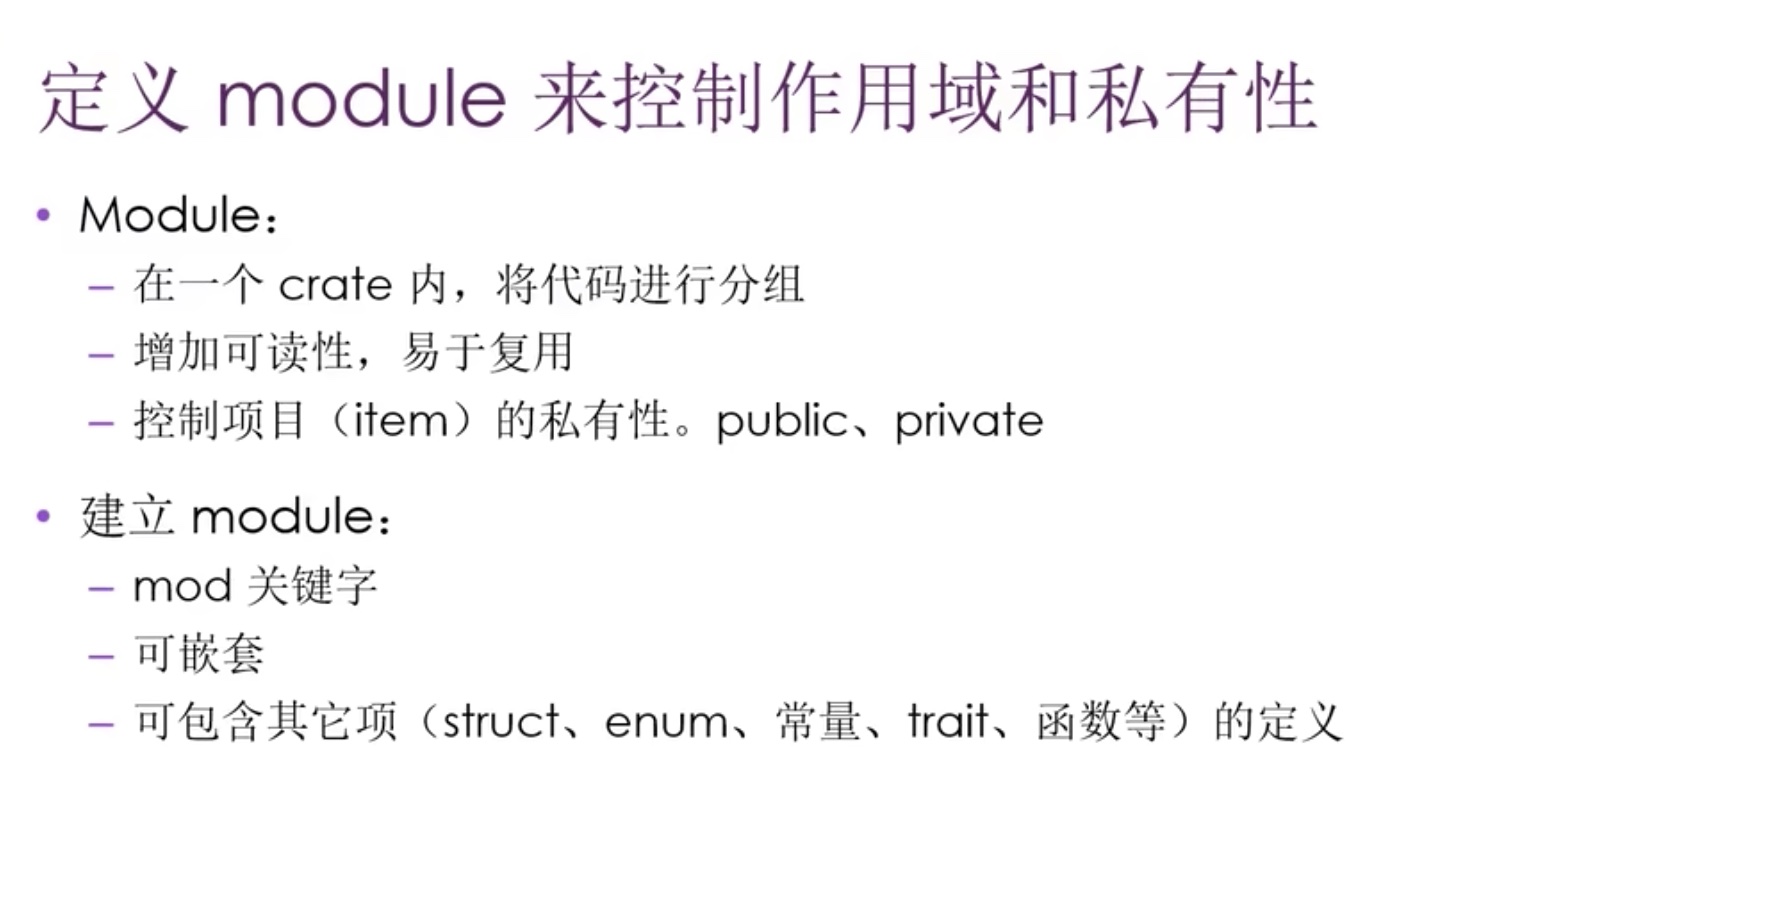 定义 module 来控制作用域和私有性
• Module：
– 在一个 crate 内，将代码进行分组
– 增加可读性，易于复用
– 控制项目（item）的私有性。public、private
• 建立 module：
– mod 关键字
– 可嵌套
– 可包含其它项（struct、enum、常量、trait、函数等）的定义